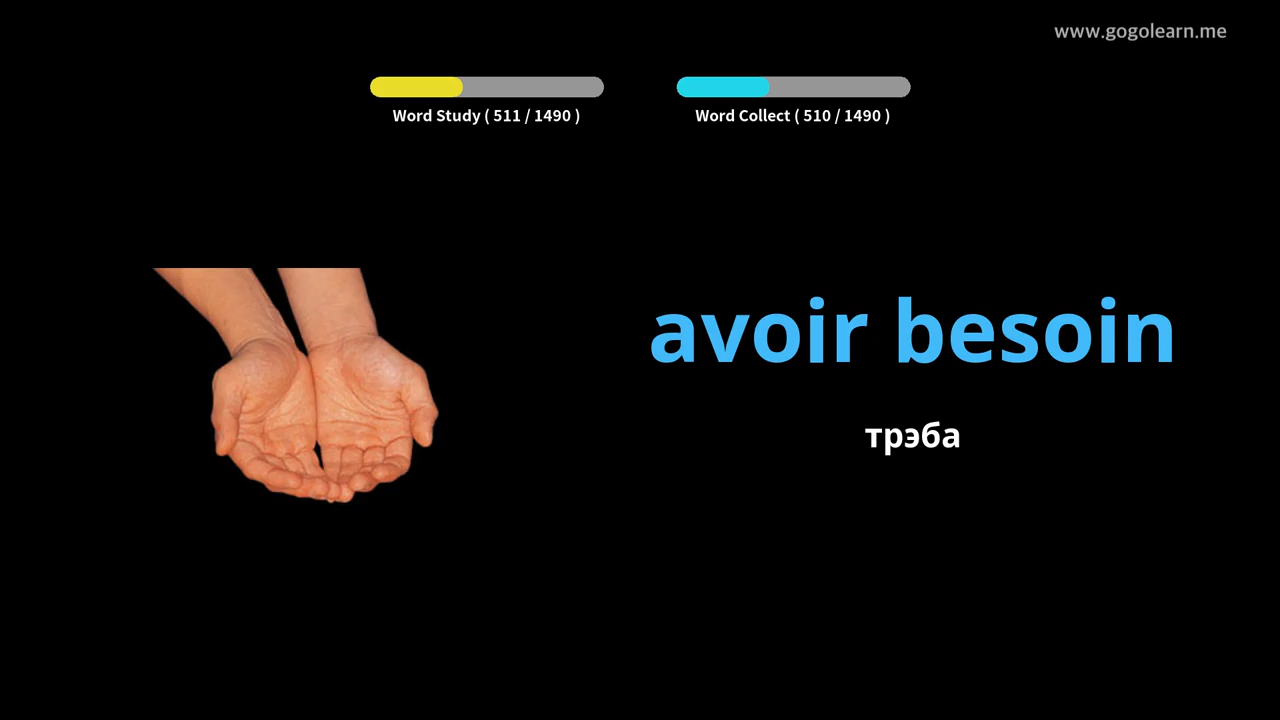 www.gogolearn.me
Word Study ( 511 / 1490 )
Word Collect ( 510 / 1490 )
avoir besoin
трэба